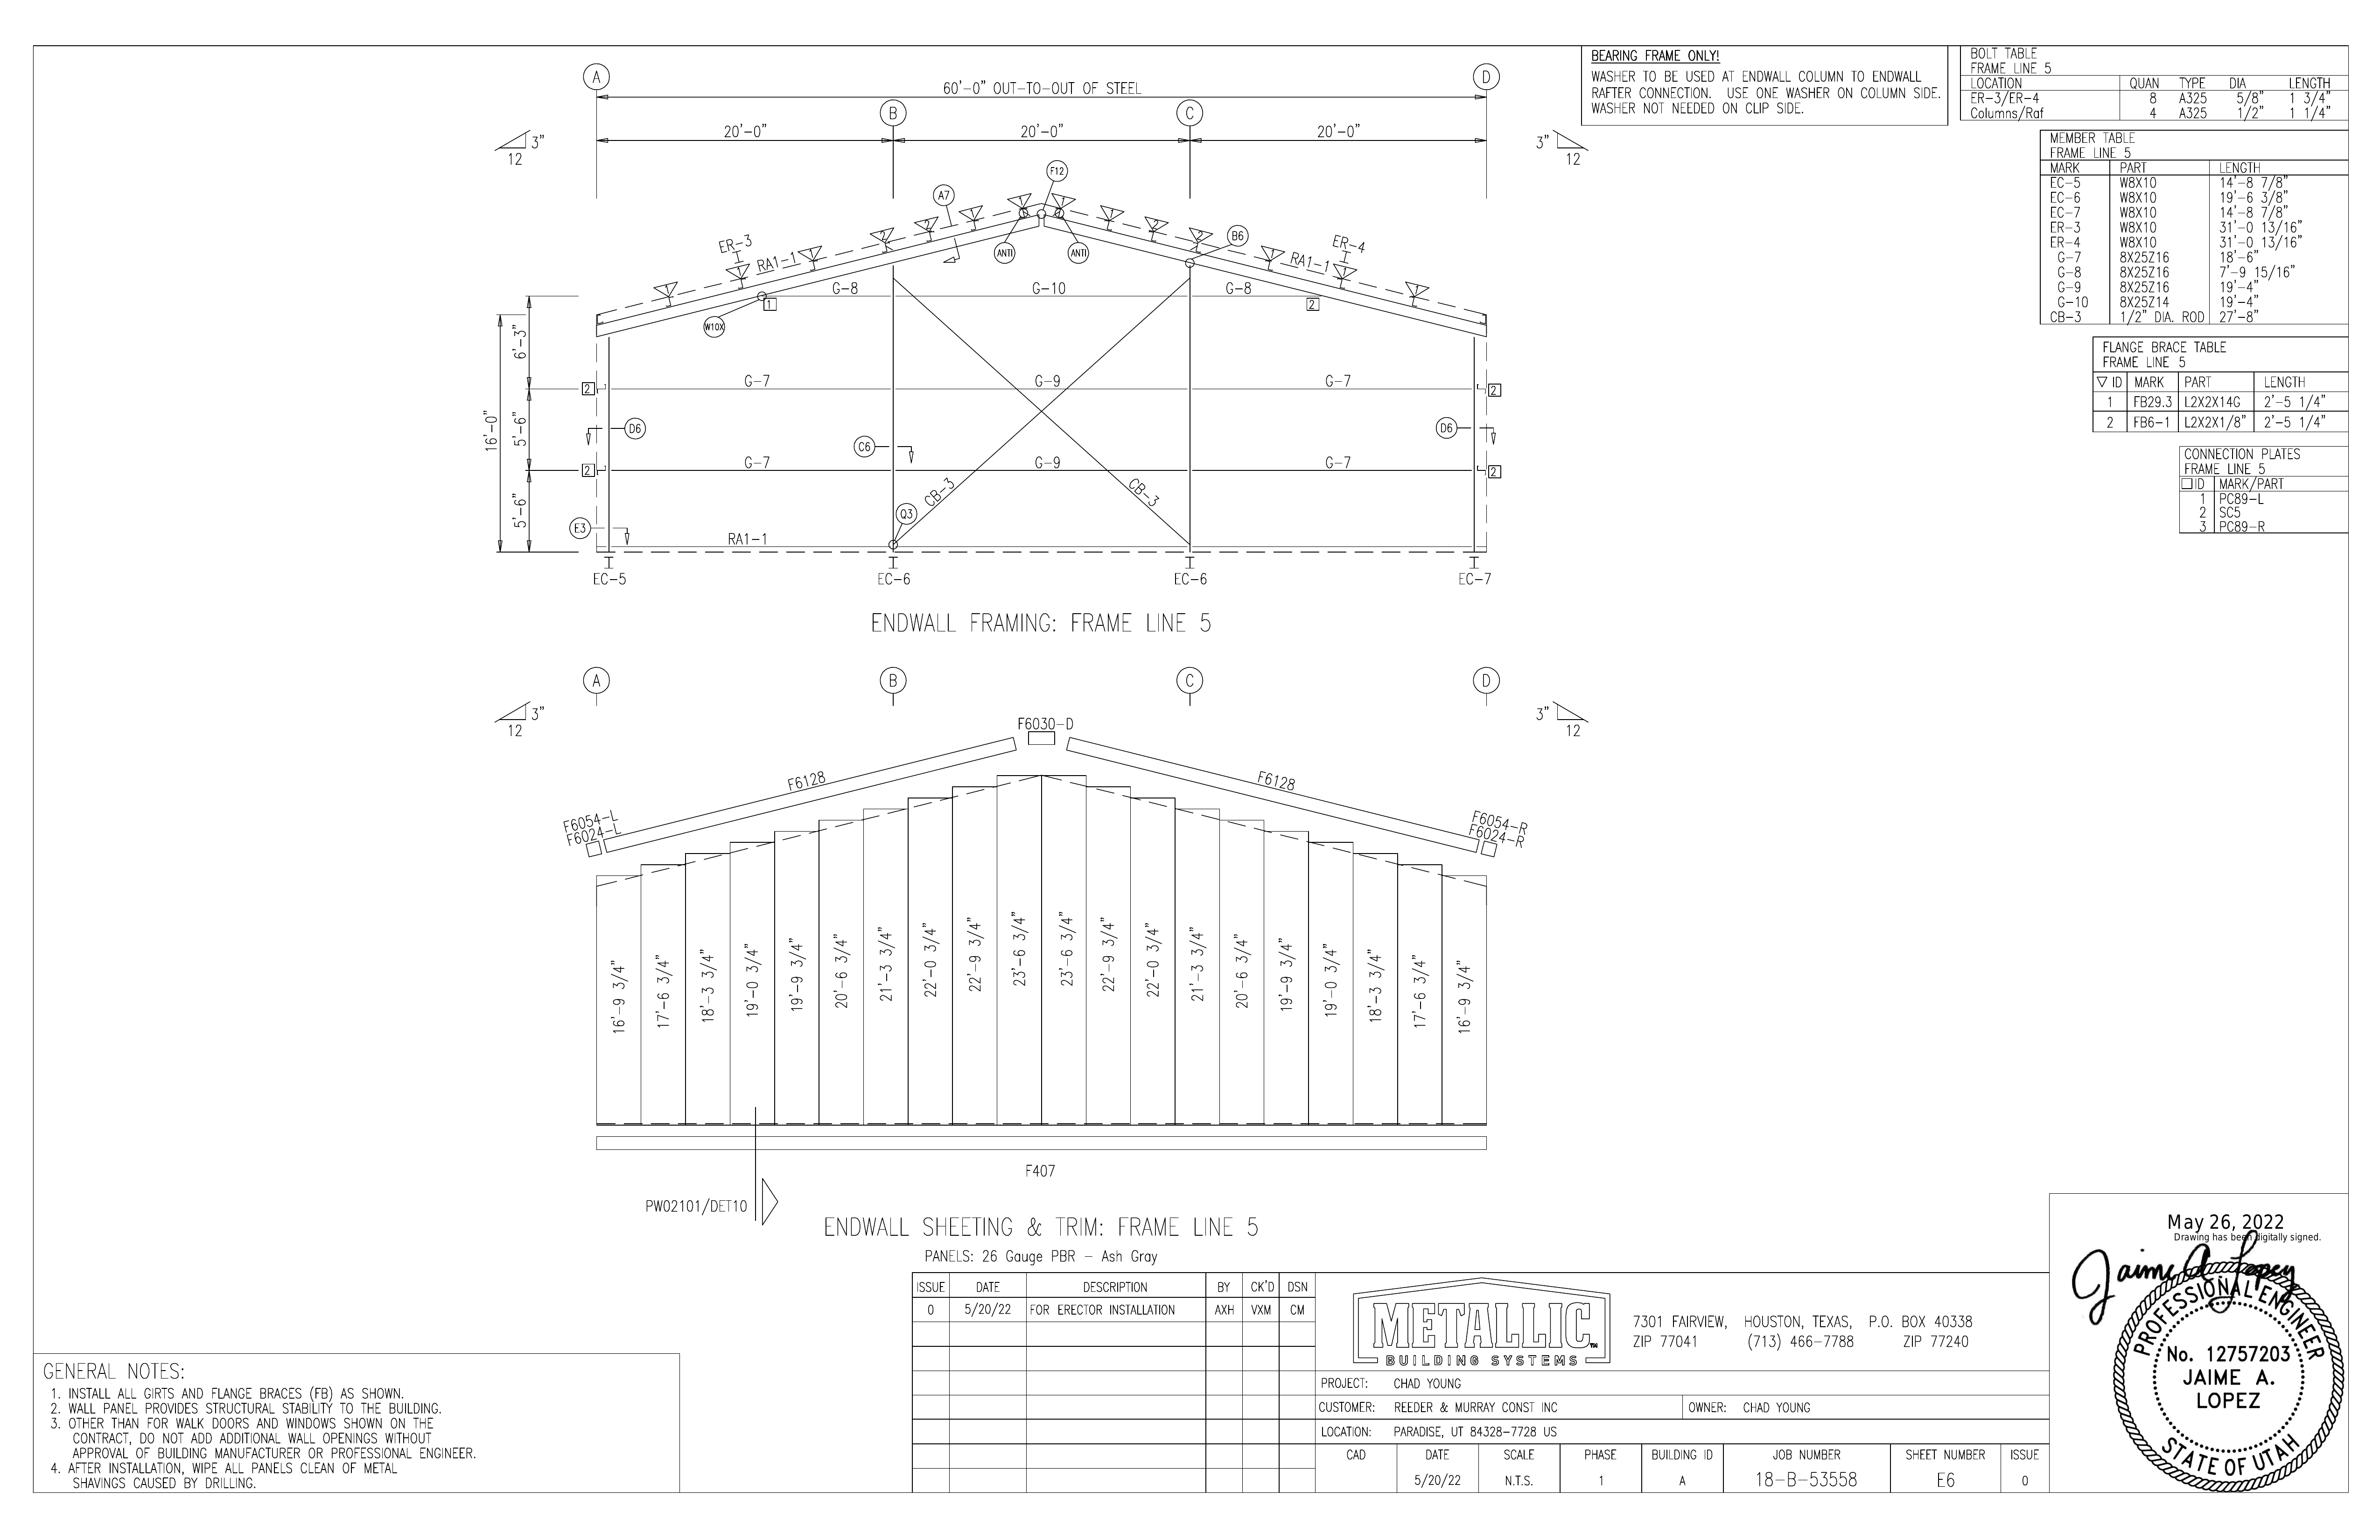 A
D
60'-0" OUT-TO-OUT OF STEEL
B
C
20'-0"
20'-0"
20'-0"
3"
12
3"
12
F12
A7
1
1
1
1
2
2
2
2
1
1
2
2
1
1
ANTI
ANTI
B6
ER-3
RA1-1
ER-4
RA1-1
G-8
G-10
G-8
1
2
W10X
6'-3"
16'-0"
5'-6"
5'-6"
2
G-7
G-9
G-7
2
D6
C6
D6
2
G-7
G-9
G-7
2
CB-3
CB-3
Q3
E3
RA1-1
EC-5
EC-6
EC-6
EC-7
ENDWALL FRAMING: FRAME LINE 5
BEARING FRAME ONLY!
WASHER TO BE USED AT ENDWALL COLUMN TO ENDWALL
RAFTER CONNECTION. USE ONE WASHER ON COLUMN SIDE.
WASHER NOT NEEDED ON CLIP SIDE.
BOLT TABLE
FRAME LINE 5
LOCATION QUAN TYPE DIA LENGTH
ER-3/ER-4 8 A325 5/8" 1 3/4"
Columns/Raf 4 A325 1/2" 1 1/4"
MEMBER TABLE
FRAME LINE 5
MARK PART LENGTH
EC-5 W8X10 14'-8 7/8"
EC-6 W8X10 19'-6 3/8"
EC-7 W8X10 14'-8 7/8"
ER-3 W8X10 31'-0 13/16"
ER-4 W8X10 31'-0 13/16"
G-7 8X25Z16 18'-6"
G-8 8X25Z16 7'-9 15/16"
G-9 8X25Z16 19'-4"
G-10 8X25Z14 19'-4"
CB-3 1/2" DIA. ROD 27'-8"
FLANGE BRACE TABLE
FRAME LINE 5
▽ ID MARK PART LENGTH
1 FB29.3 L2X2X14G 2'-5 1/4"
2 FB6-1 L2X2X1/8" 2'-5 1/4"
CONNECTION PLATES
FRAME LINE 5
□ ID MARK/PART
1 PC89-L
2 SC5
3 PC89-R
A
B
C
D
3"
12
3"
12
F6030-D
F6128
F6128
F6054-L
F6024-L
F6054-R
F6024-R
16'-9 3/4"
17'-6 3/4"
18'-3 3/4"
19'-0 3/4"
19'-9 3/4"
20'-6 3/4"
21'-3 3/4"
22'-0 3/4"
22'-9 3/4"
23'-6 3/4"
23'-6 3/4"
22'-9 3/4"
22'-0 3/4"
21'-3 3/4"
20'-6 3/4"
19'-9 3/4"
19'-0 3/4"
18'-3 3/4"
17'-6 3/4"
16'-9 3/4"
F407
PW02101/DET10
ENDWALL SHEETING & TRIM: FRAME LINE 5
PANELS: 26 Gauge PBR - Ash Gray
GENERAL NOTES:
1. INSTALL ALL GIRTS AND FLANGE BRACES (FB) AS SHOWN.
2. WALL PANEL PROVIDES STRUCTURAL STABILITY TO THE BUILDING.
3. OTHER THAN FOR WALK DOORS AND WINDOWS SHOWN ON THE
CONTRACT, DO NOT ADD ADDITIONAL WALL OPENINGS WITHOUT
APPROVAL OF BUILDING MANUFACTURER OR PROFESSIONAL ENGINEER.
4. AFTER INSTALLATION, WIPE ALL PANELS CLEAN OF METAL
SHAVINGS CAUSED BY DRILLING.
ISSUE DATE DESCRIPTION BY CK'D DSN
0 5/20/22 FOR ERECTOR INSTALLATION AXH VXM CM
METALLIC™
BUILDING SYSTEMS
7301 FAIRVIEW, HOUSTON, TEXAS, P.O. BOX 40338
ZIP 77041 (713) 466-7788 ZIP 77240
PROJECT: CHAD YOUNG
CUSTOMER: REEDER & MURRAY CONST INC OWNER: CHAD YOUNG
LOCATION: PARADISE, UT 84328-7728 US
CAD DATE SCALE PHASE BUILDING ID JOB NUMBER SHEET NUMBER ISSUE
5/20/22 N.T.S. 1 A 18-B-53558 E6 0
May 26, 2022
Drawing has been digitally signed.
Jaime A. Lopez
PROFESSIONAL ENGINEER
No. 12757203
JAIME A.
LOPEZ
STATE OF UTAH